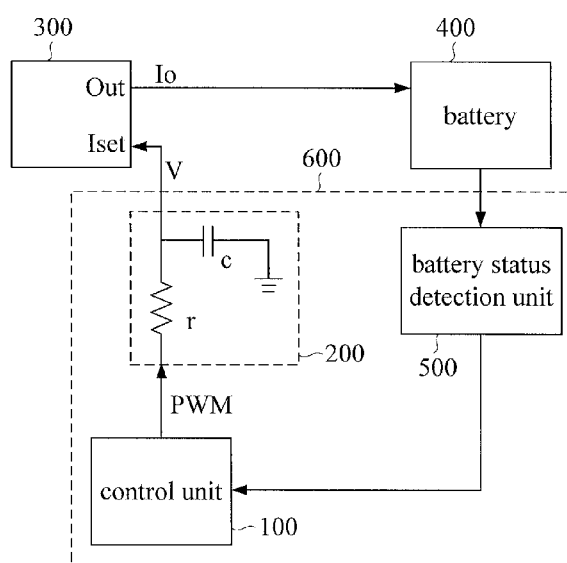 300
400
Out
Io
battery
Iset
V
600
c
battery status
detection unit
r
200
500
PWM
control unit
100